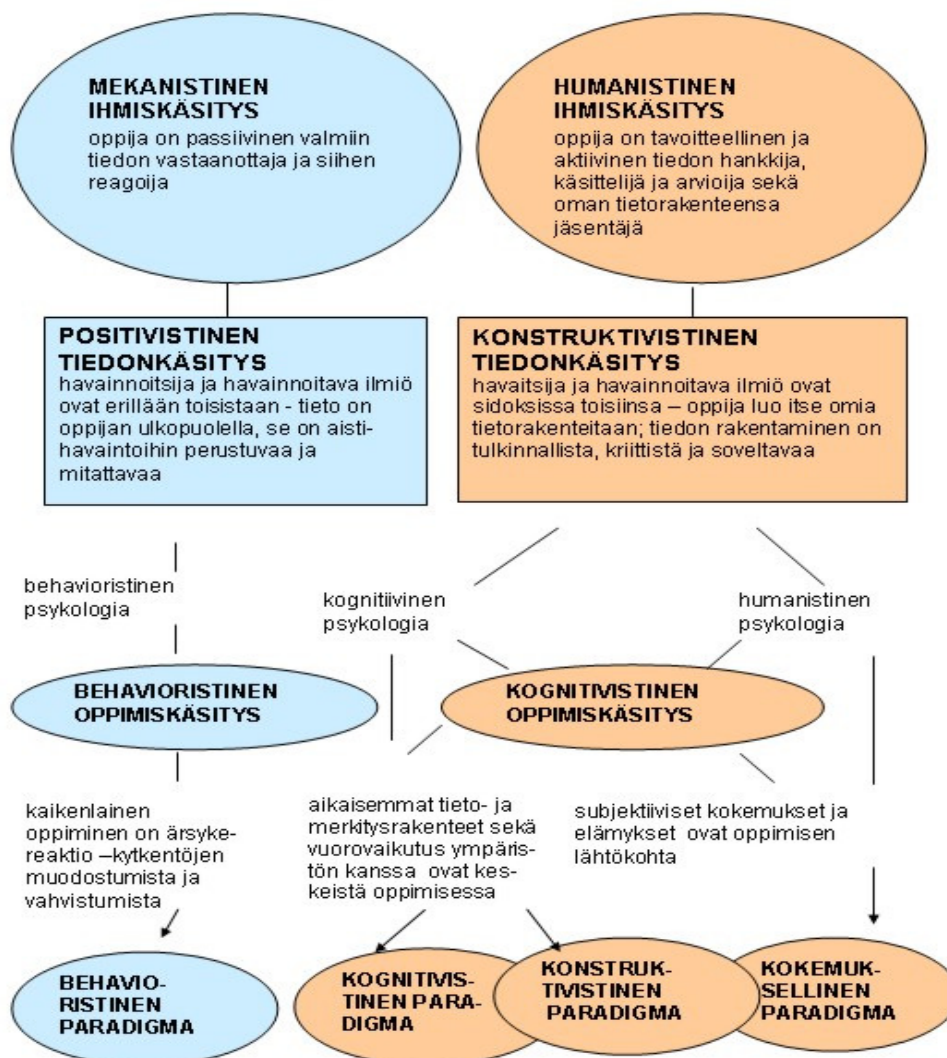 MEKANISTINEN
IHMISKÄSITYS
oppija on passiivinen valmiin
tiedon vastaanottaja ja siihen
reagoija
HUMANISTINEN
IHMISKÄSITYS
oppija on tavoitteellinen ja
aktiivinen tiedon hankkija,
käsittelijä ja arvioija sekä
oman tietorakenteensa
jäsentäjä
POSITIVISTINEN
TIEDONKÄSITYS
havainnoitsija ja havainnoitava ilmiö
ovat erillään toisistaan - tieto on
oppijan ulkopuolella, se on aisti-
havaintoihin perustuvaa ja
mitattavaa
KONSTRUKTIVISTINEN
TIEDONKÄSITYS
havaitsija ja havainnoitava ilmiö ovat
sidoksissa toisiinsa – oppija luo itse omia
tietorakenteitaan; tiedon rakentaminen on
tulkinnallista, kriittistä ja soveltavaa
behavioristinen
psykologia
kognitiivinen
psykologia
humanistinen
psykologia
BEHAVIORISTINEN
OPPIMISKÄSITYS
KOGNITIVISTINEN
OPPIMISKÄSITYS
kaikenlainen
oppiminen on ärsyke-
reaktio –kytkentöjen
muodostumista ja
vahvistumista
aikaisemmat tieto- ja
merkitysrakenteet sekä
vuorovaikutus ympäris-
tön kanssa ovat kes-
keistä oppimisessa
subjektiiviset kokemukset ja
elämykset ovat oppimisen
lähtökohta
BEHAVIO-
RISTINEN
PARADIGMA
KOGNITIVIS-
TINEN PARA-
DIGMA
KONSTRUK-
TIVISTINEN
PARADIGMA
KOKEMUK-
SELLINEN
PARADIGMA